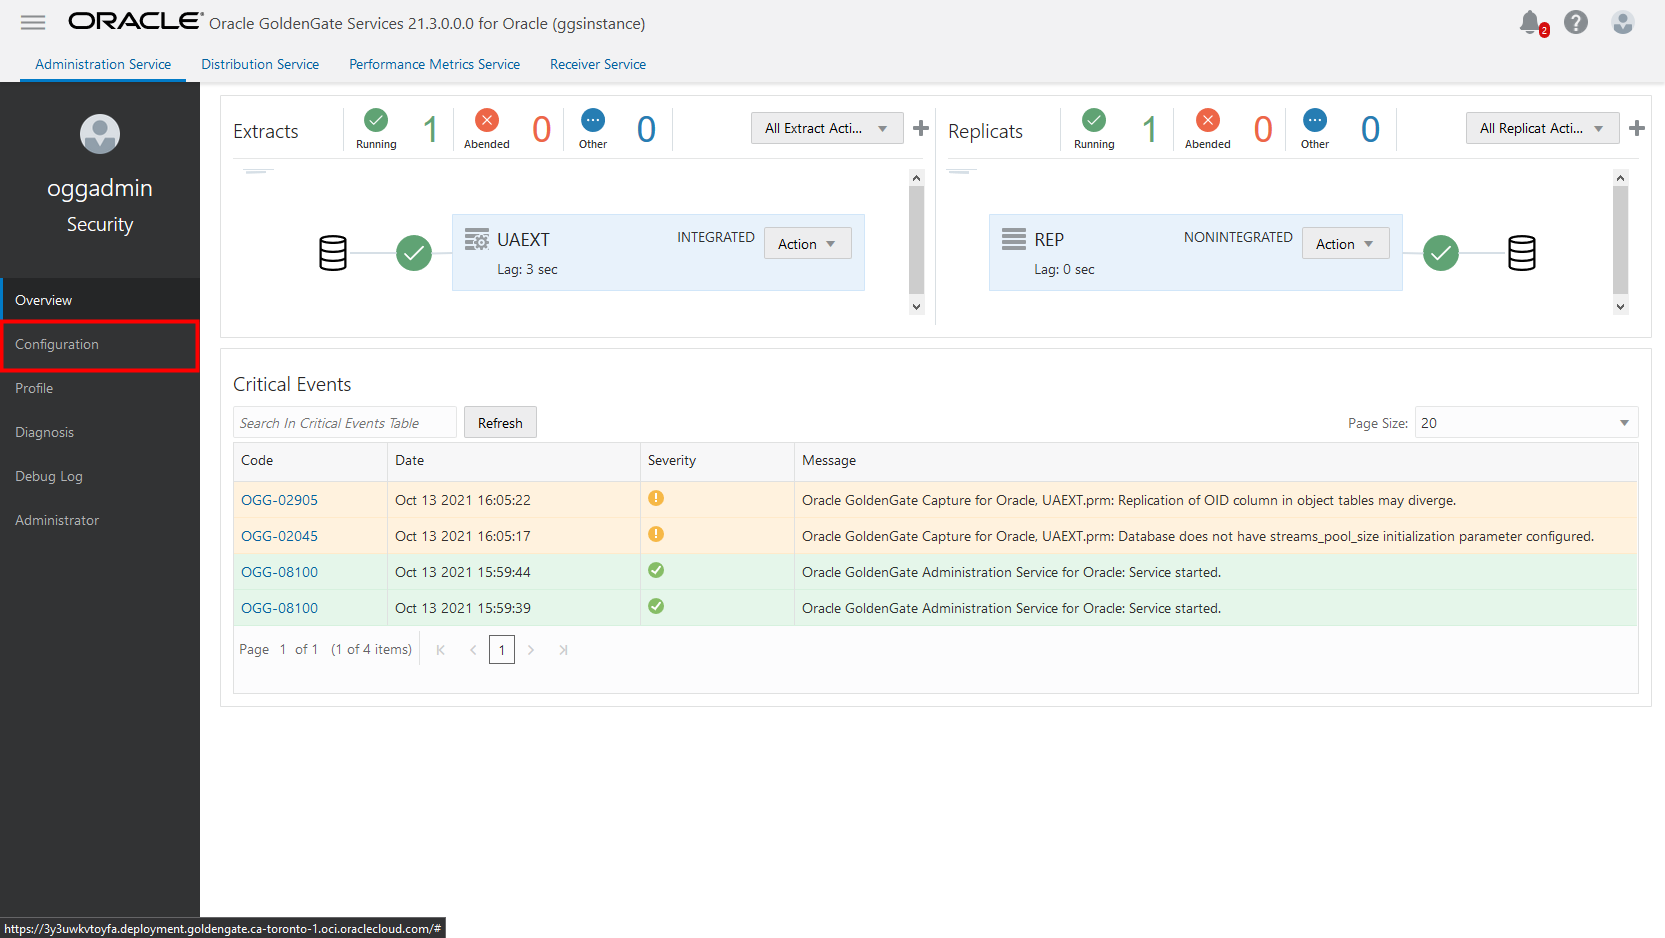 ORACLE Oracle GoldenGate Services 21.3.0.0.0 for Oracle (ggsinstance)
2
Administration Service Distribution Service Performance Metrics Service Receiver Service
oggadmin
Security
Overview
Configuration
Profile
Diagnosis
Debug Log
Administrator
Extracts
Running 1
Abended 0
Other 0
All Extract Acti...
UAEXT
INTEGRATED
Action
Lag: 3 sec
Replicats
Running 1
Abended 0
Other 0
All Replicat Acti...
REP
NONINTEGRATED
Action
Lag: 0 sec
Critical Events
Search In Critical Events Table
Refresh
Page Size: 20
Code Date Severity Message
OGG-02905 Oct 13 2021 16:05:22 Oracle GoldenGate Capture for Oracle, UAEXT.prm: Replication of OID column in object tables may diverge.
OGG-02045 Oct 13 2021 16:05:17 Oracle GoldenGate Capture for Oracle, UAEXT.prm: Database does not have streams_pool_size initialization parameter configured.
OGG-08100 Oct 13 2021 15:59:44 Oracle GoldenGate Administration Service for Oracle: Service started.
OGG-08100 Oct 13 2021 15:59:39 Oracle GoldenGate Administration Service for Oracle: Service started.
Page 1 of 1 (1 of 4 items) 1
https://3y3uwkvtoyfa.deployment.goldengate.ca-toronto-1.oci.oraclecloud.com/#